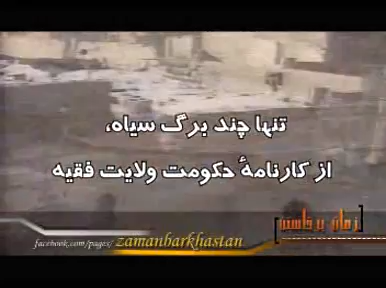 تنها چند برگ سیاه،
از کارنامهٔ حکومت ولایت فقیه
[زمان برخاستن]
facebook.com/pages/ zamanbarkhastan